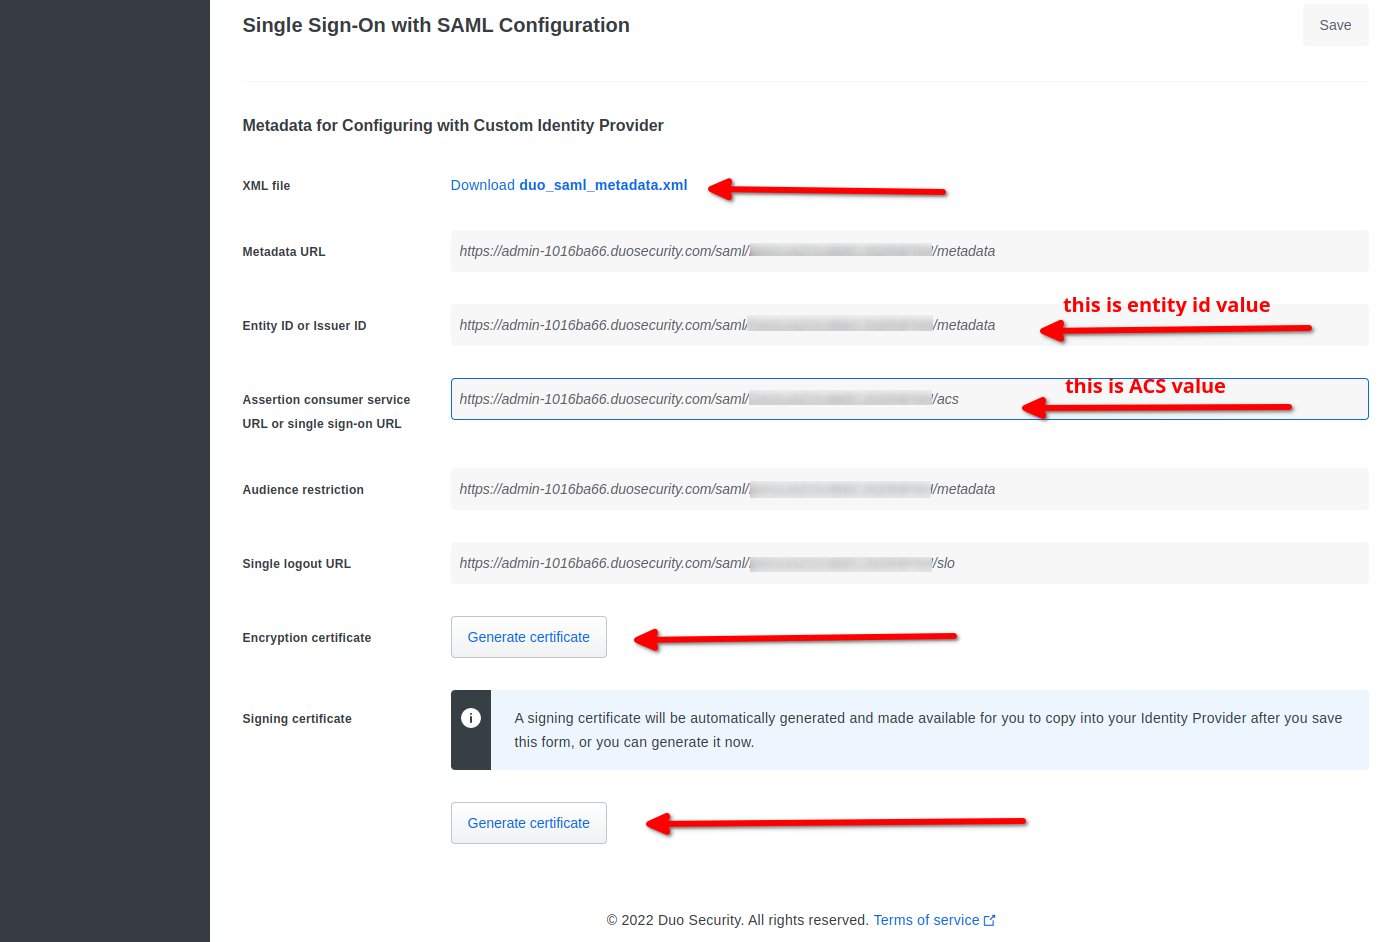 Single Sign-On with SAML Configuration
Save
Metadata for Configuring with Custom Identity Provider
XML file
Download duo_saml_metadata.xml
Metadata URL
https://admin-1016ba66.duosecurity.com/saml/ /metadata
this is entity id value
Entity ID or Issuer ID
https://admin-1016ba66.duosecurity.com/saml/ /metadata
this is ACS value
Assertion consumer service
URL or single sign-on URL
https://admin-1016ba66.duosecurity.com/saml/ /acs
Audience restriction
https://admin-1016ba66.duosecurity.com/saml/ /metadata
Single logout URL
https://admin-1016ba66.duosecurity.com/saml/ /slo
Encryption certificate
Generate certificate
Signing certificate
A signing certificate will be automatically generated and made available for you to copy into your Identity Provider after you save
this form, or you can generate it now.
Generate certificate
© 2022 Duo Security. All rights reserved. Terms of service